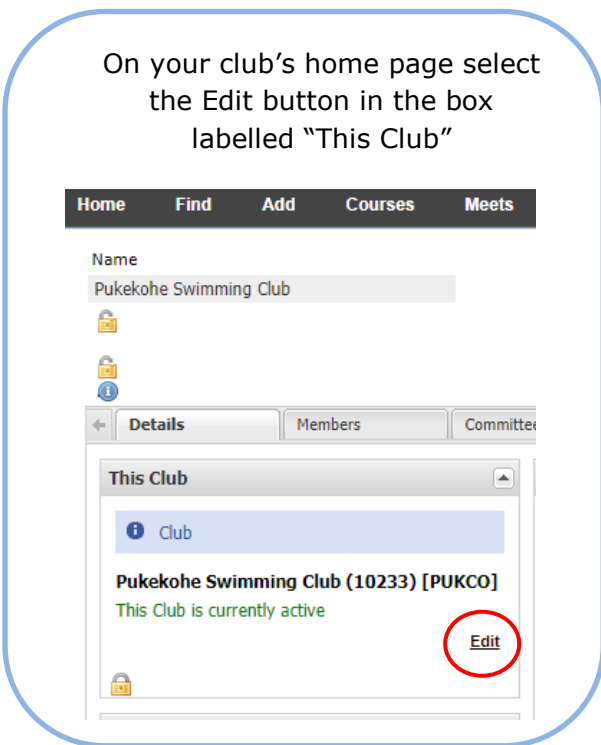 On your club’s home page select
the Edit button in the box
labelled “This Club”
Home Find Add Courses Meets
Name
Pukekohe Swimming Club
Details Members Committee
This Club
Club
Pukekohe Swimming Club (10233) [PUKCO]
This Club is currently active
Edit